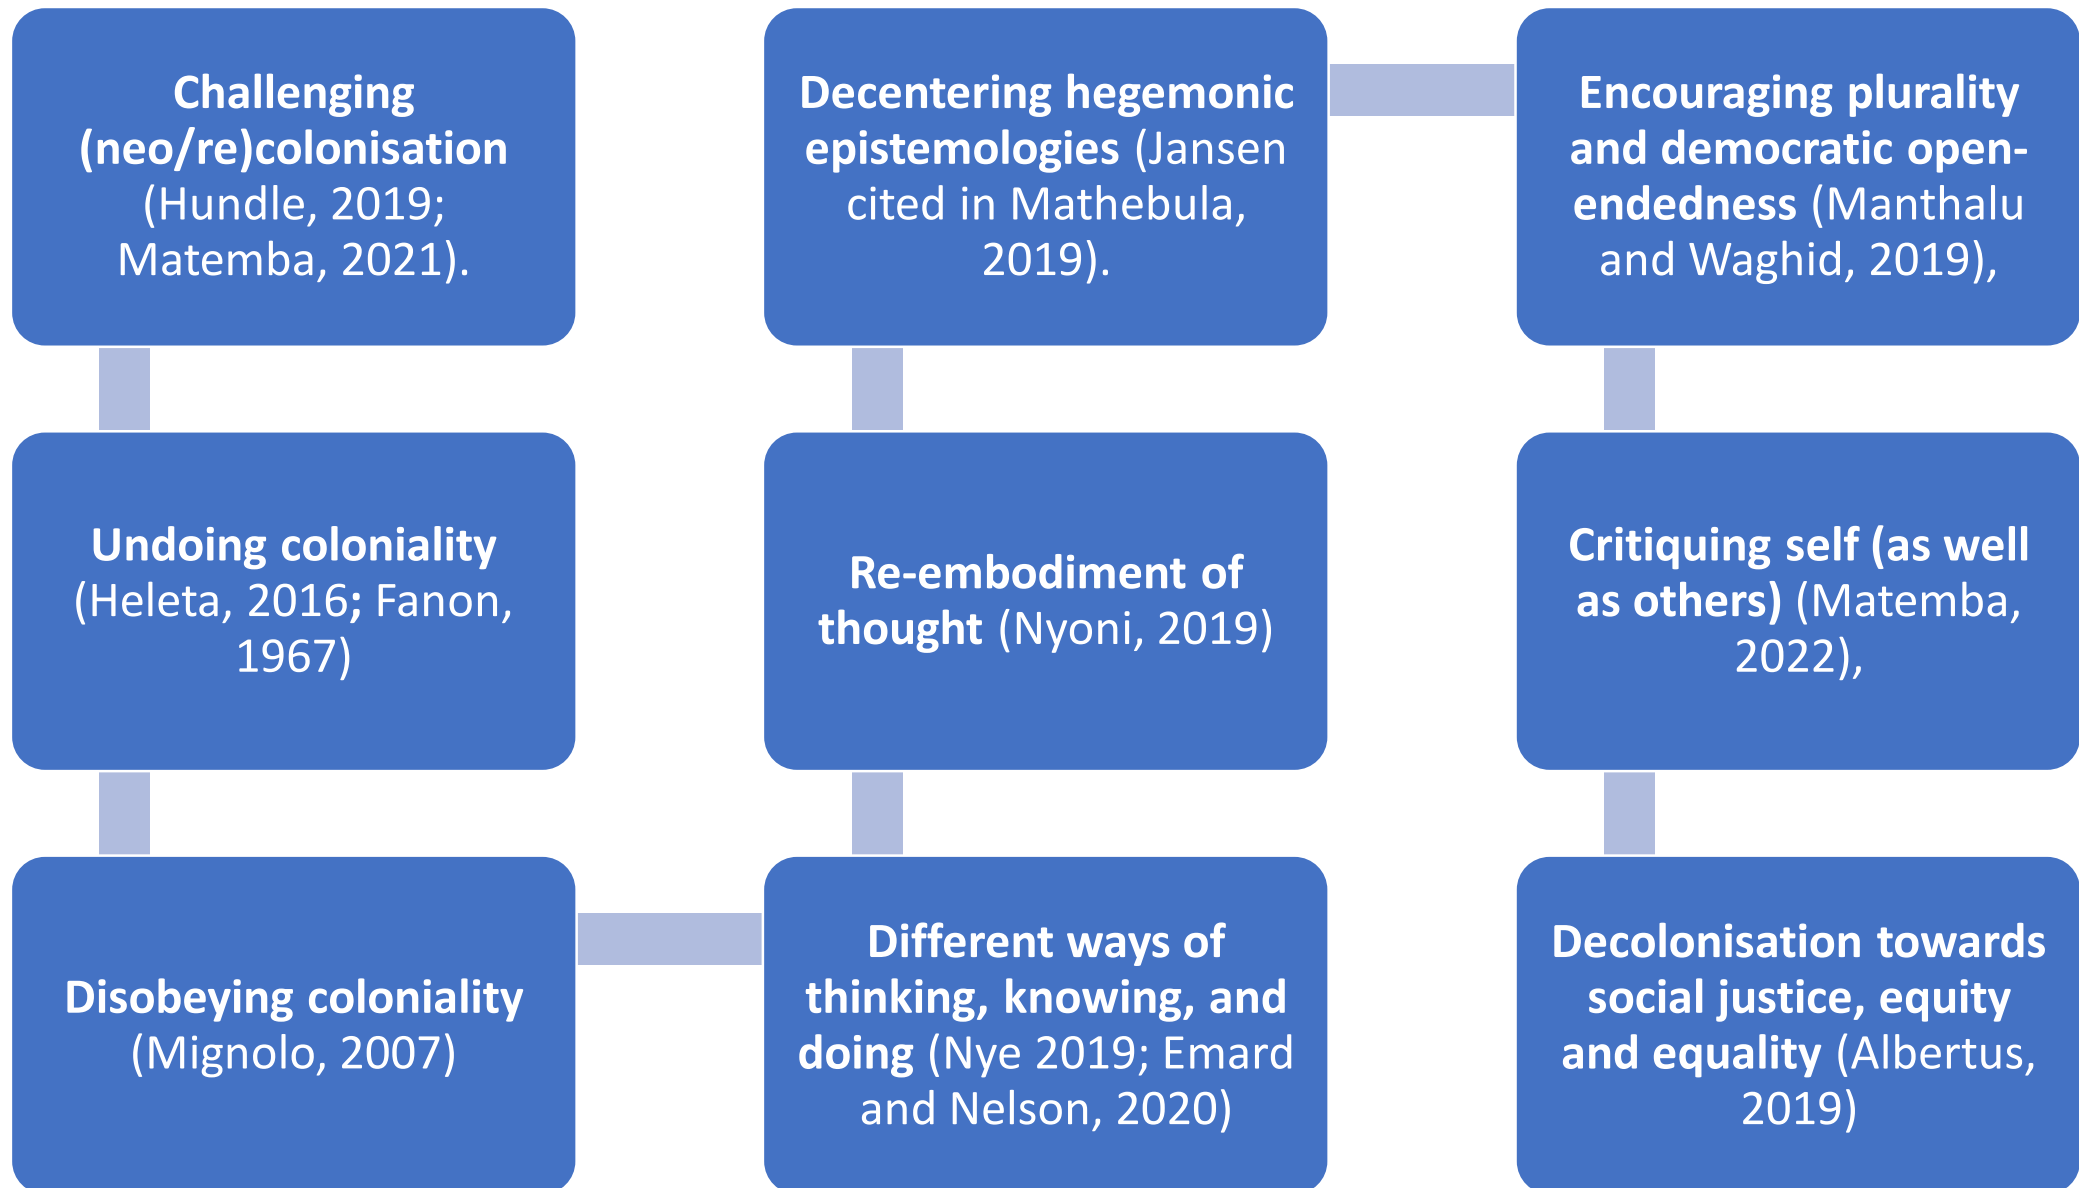 Challenging
(neo/re)colonisation
(Hundle, 2019;
Matemba, 2021).
Undoing coloniality
(Heleta, 2016; Fanon,
1967)
Disobeying coloniality
(Mignolo, 2007)
Different ways of
thinking, knowing, and
doing (Nye 2019; Emard
and Nelson, 2020)
Re-embodiment of
thought (Nyoni, 2019)
Decentering hegemonic
epistemologies (Jansen
cited in Mathebula,
2019).
Encouraging plurality
and democratic open-
endedness (Manthalu
and Waghid, 2019),
Critiquing self (as well
as others) (Matemba,
2022),
Decolonisation towards
social justice, equity
and equality (Albertus,
2019)